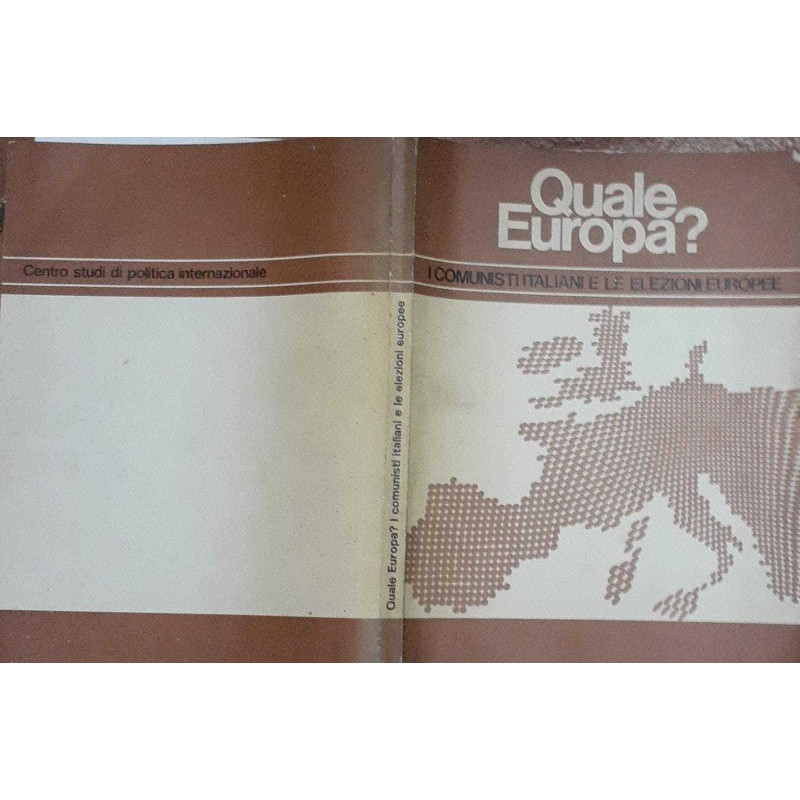 Centro studi di politica internazionale
Quale Europa? I comunisti italiani e le elezioni europee
Quale
Europa?
I COMUNISTI ITALIANI E LE ELEZIONI EUROPEE